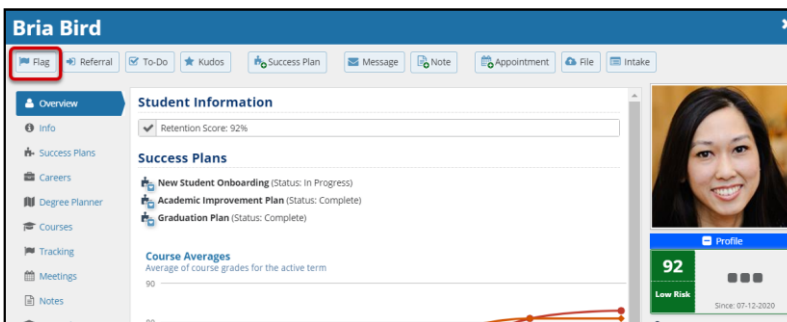 Bria Bird
Flag Referral To-Do Kudos Success Plan Message Note Appointment File Intake
Overview
Info
Success Plans
Careers
Degree Planner
Courses
Tracking
Meetings
Notes
Student Information
Retention Score: 92%
Success Plans
New Student Onboarding (Status: In Progress)
Academic Improvement Plan (Status: Complete)
Graduation Plan (Status: Complete)
Course Averages
Average of course grades for the active term
90
Profile
92
Low Risk
Since: 07-12-2020